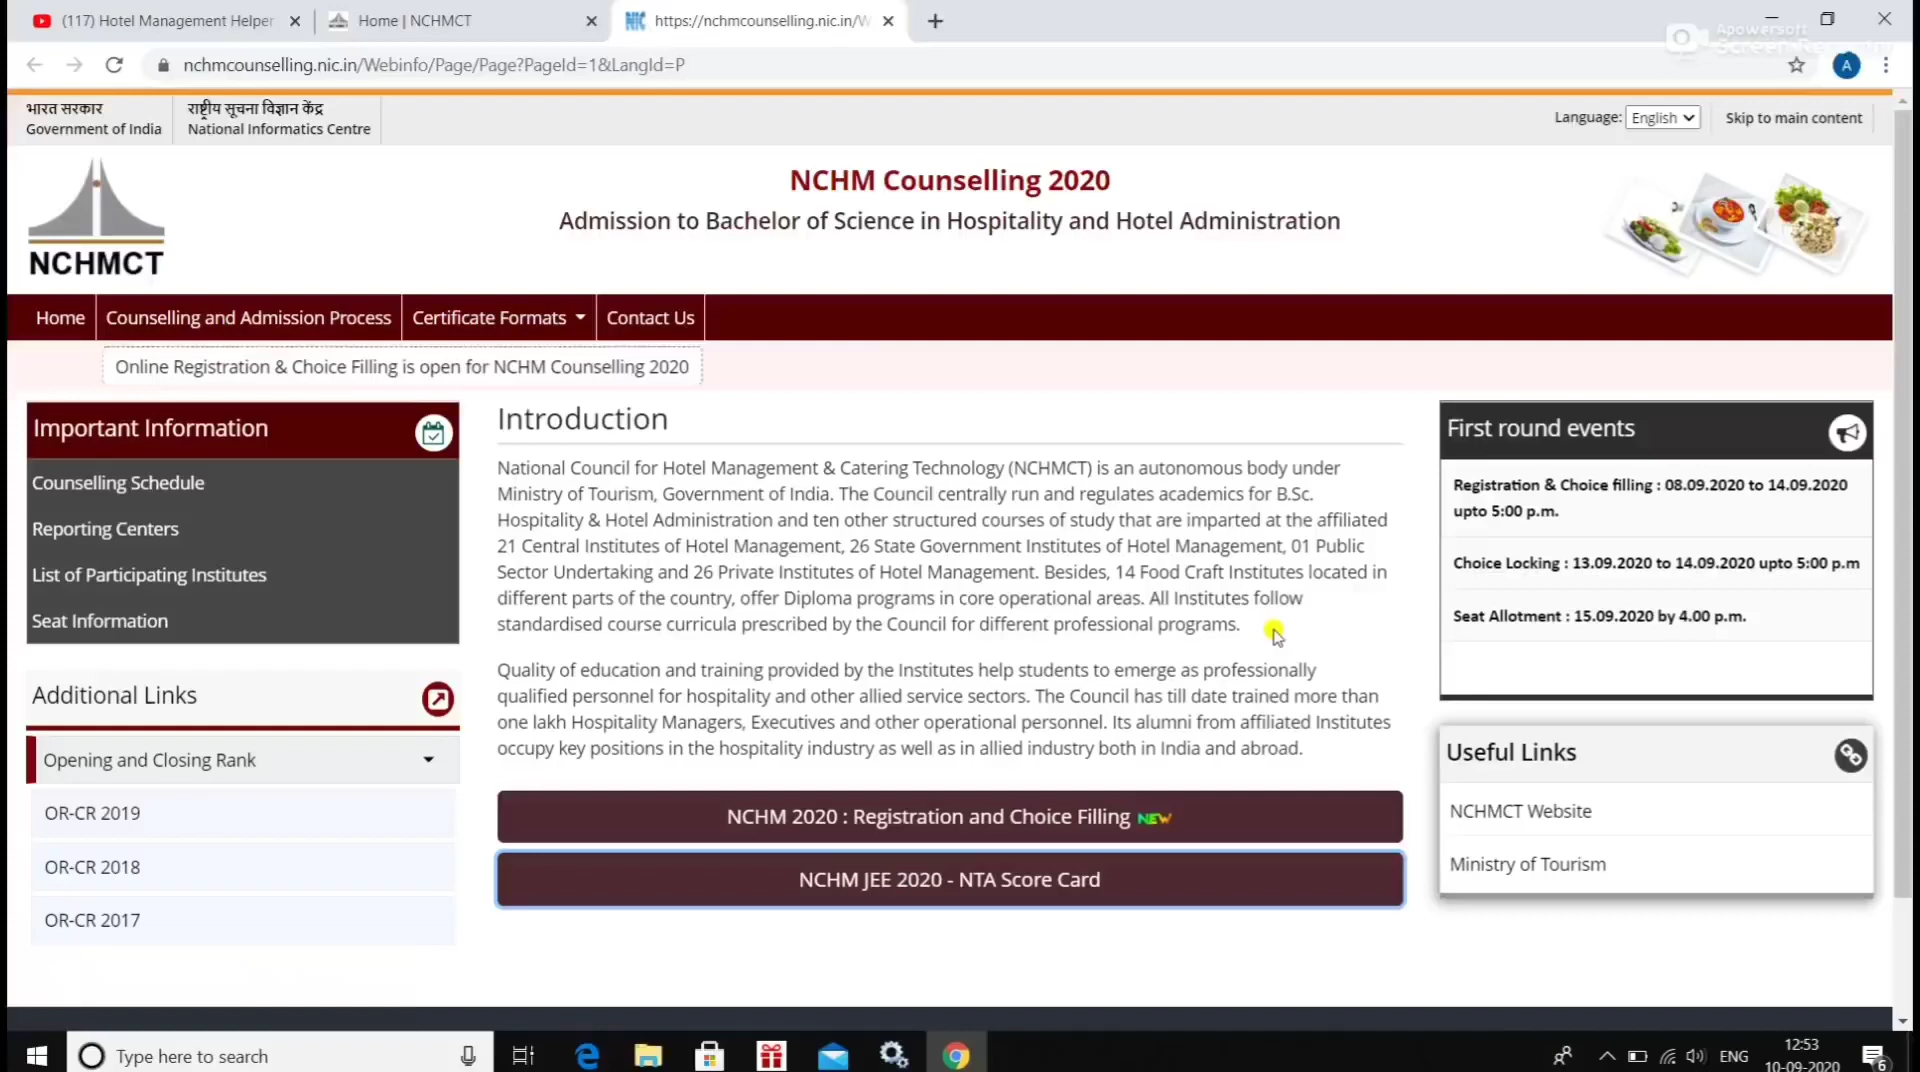 (117) Hotel Management Helper
Home | NCHMCT
https://nchmcounselling.nic.in/W
Apowersoft
nchmcounselling.nic.in/Webinfo/Page/Page?PageId=1&LangId=P
A
भारत सरकार
Government of India
राष्ट्रीय सूचना विज्ञान केंद्र
National Informatics Centre
Language: English
Skip to main content
NCHMCT
NCHM Counselling 2020
Admission to Bachelor of Science in Hospitality and Hotel Administration
Home
Counselling and Admission Process
Certificate Formats
Contact Us
Online Registration & Choice Filling is open for NCHM Counselling 2020
Important Information
Counselling Schedule
Reporting Centers
List of Participating Institutes
Seat Information
Additional Links
Opening and Closing Rank
OR-CR 2019
OR-CR 2018
OR-CR 2017
Introduction
National Council for Hotel Management & Catering Technology (NCHMCT) is an autonomous body under
Ministry of Tourism, Government of India. The Council centrally run and regulates academics for B.Sc.
Hospitality & Hotel Administration and ten other structured courses of study that are imparted at the affiliated
21 Central Institutes of Hotel Management, 26 State Government Institutes of Hotel Management, 01 Public
Sector Undertaking and 26 Private Institutes of Hotel Management. Besides, 14 Food Craft Institutes located in
different parts of the country, offer Diploma programs in core operational areas. All Institutes follow
standardised course curricula prescribed by the Council for different professional programs.
Quality of education and training provided by the Institutes help students to emerge as professionally
qualified personnel for hospitality and other allied service sectors. The Council has till date trained more than
one lakh Hospitality Managers, Executives and other operational personnel. Its alumni from affiliated Institutes
occupy key positions in the hospitality industry as well as in allied industry both in India and abroad.
NCHM 2020 : Registration and Choice Filling NEW
NCHM JEE 2020 - NTA Score Card
First round events
Registration & Choice filling : 08.09.2020 to 14.09.2020
upto 5:00 p.m.
Choice Locking : 13.09.2020 to 14.09.2020 upto 5:00 p.m
Seat Allotment : 15.09.2020 by 4.00 p.m.
Useful Links
NCHMCT Website
Ministry of Tourism
Type here to search
ENG
12:53
10-09-2020
6